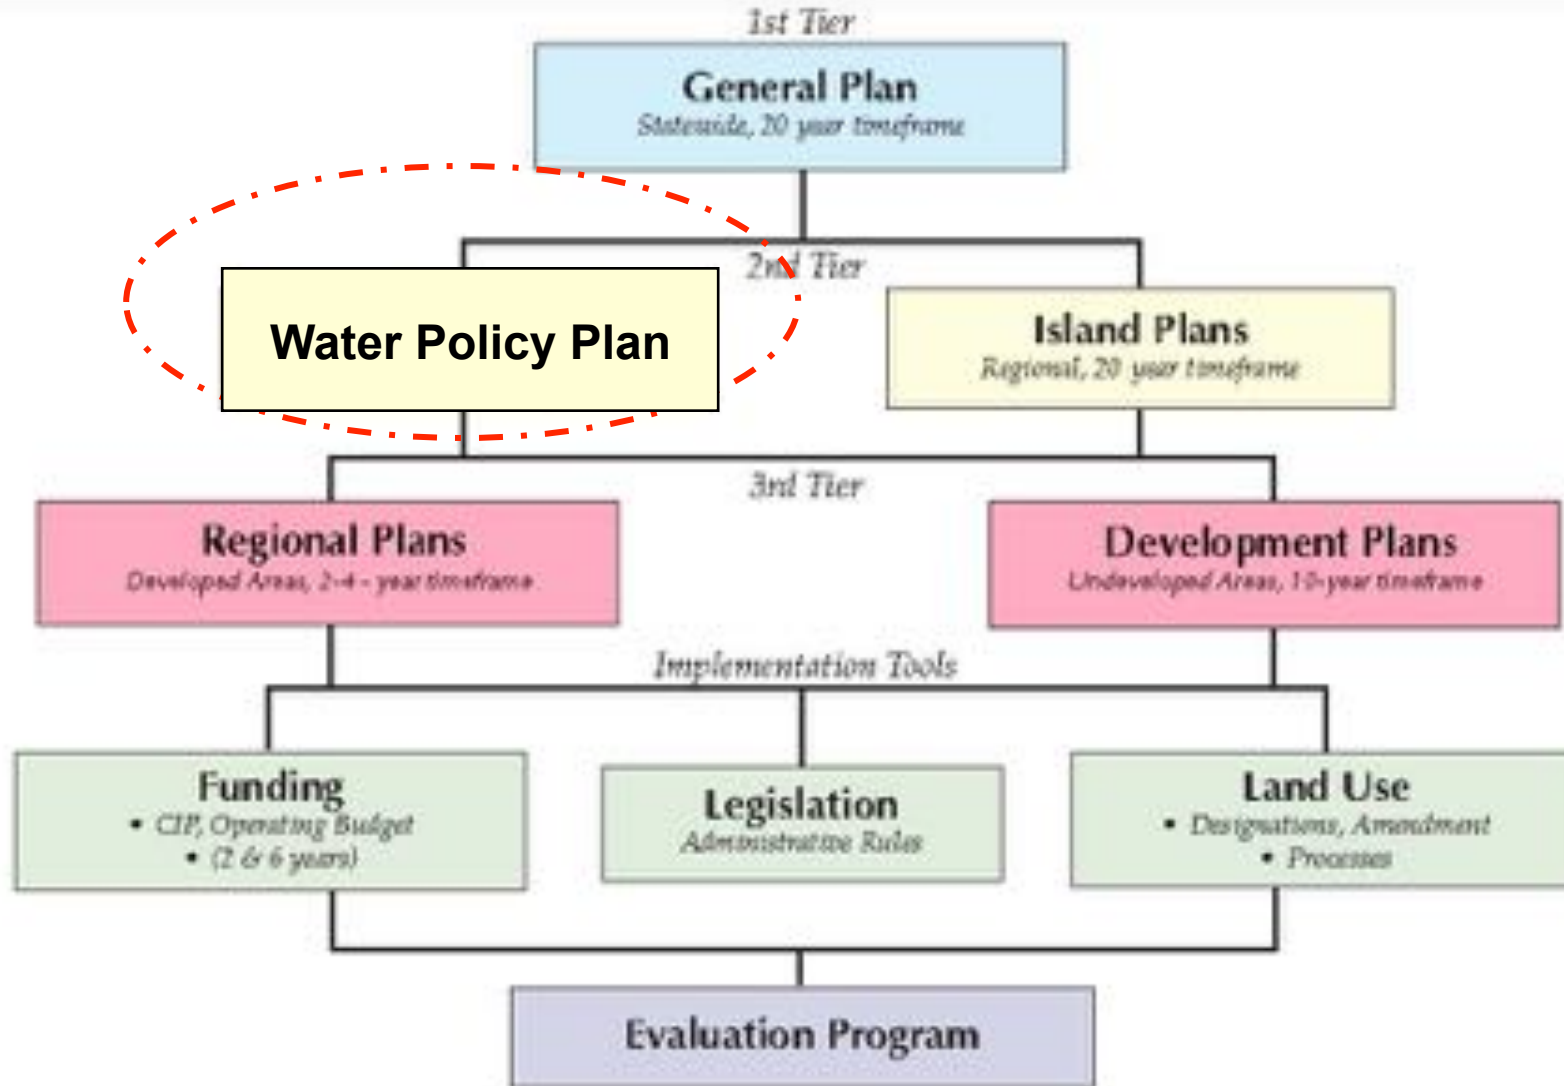 1st Tier
General Plan
Statewide, 20 year timeframe
2nd Tier
Water Policy Plan
Island Plans
Regional, 20 year timeframe
3rd Tier
Regional Plans
Developed Areas, 2-4 - year timeframe
Development Plans
Undeveloped Areas, 10-year timeframe
Implementation Tools
Funding
• CIP, Operating Budget
• (2 & 6 years)
Legislation
Administrative Rules
Land Use
• Designations, Amendment
• Processes
Evaluation Program